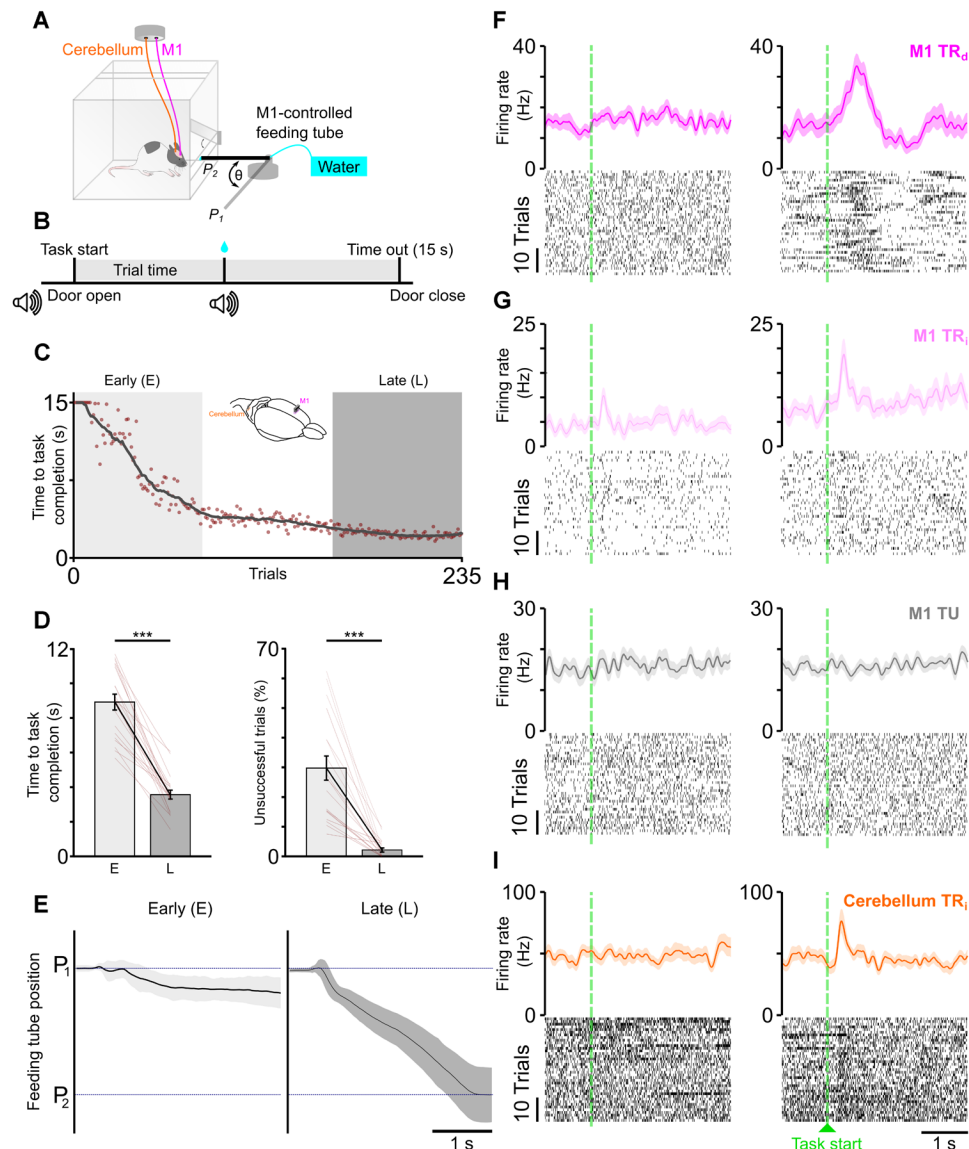 A
Cerebellum
M1
M1-controlled
feeding tube
P2
θ
Water
P1
B
Task start
Time out (15 s)
Trial time
Door open
Door close
C
Early (E)
Late (L)
15
Time to task
completion (s)
0
Cerebellum
M1
0
Trials
235
D
***
12
Time to task
completion (s)
0
E
L
***
70
Unsuccessful trials (%)
0
E
L
E
Early (E)
Late (L)
P1
Feeding tube position
P2
1 s
F
M1 TRd
40
Firing rate
(Hz)
0
40
0
10 Trials
G
M1 TRi
25
Firing rate
(Hz)
0
25
0
10 Trials
H
M1 TU
30
Firing rate
(Hz)
0
30
0
10 Trials
I
Cerebellum TRi
100
Firing rate
(Hz)
0
100
0
10 Trials
Task start
1 s